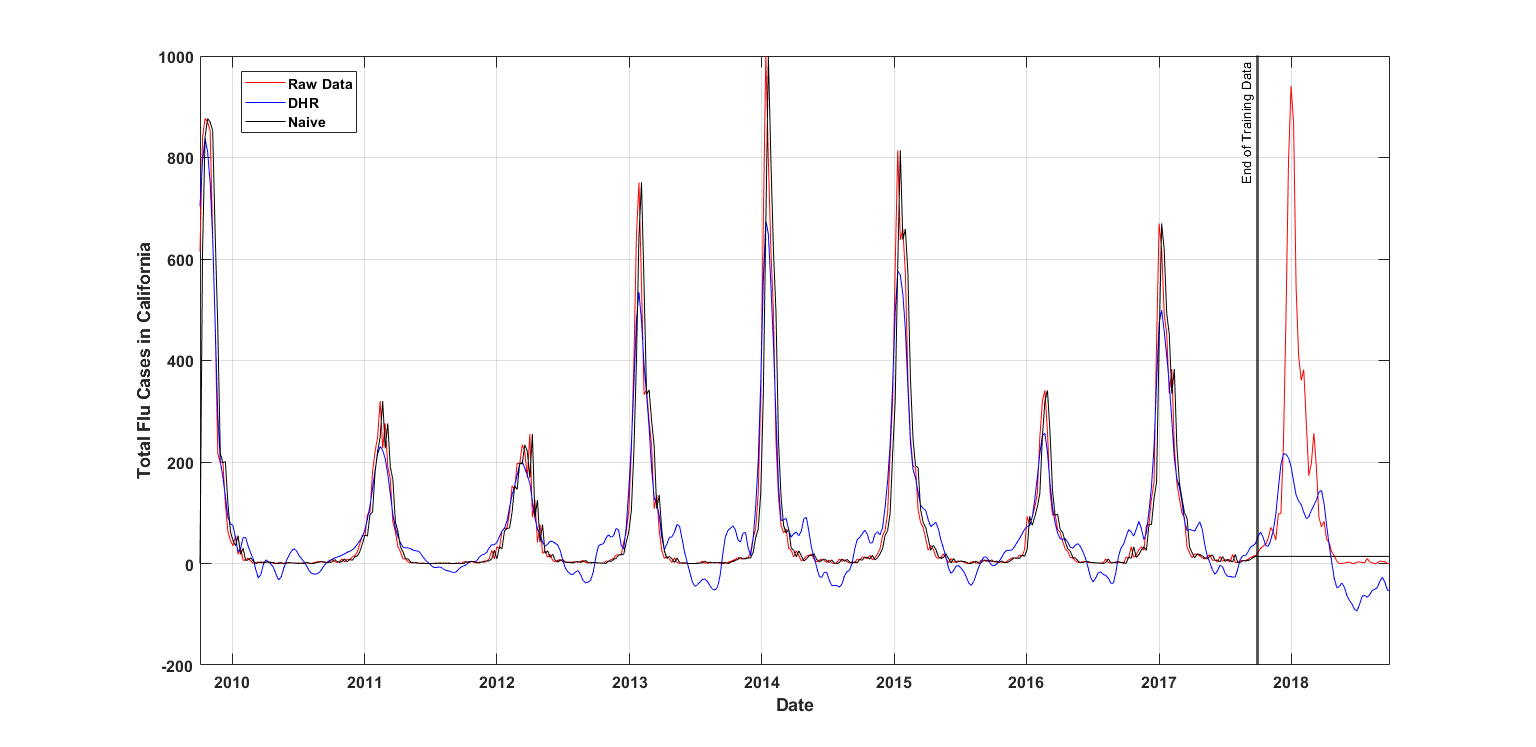 1000
800
600
400
200
0
-200
Total Flu Cases in California
Raw Data
DHR
Naive
End of Training Data
2010 2011 2012 2013 2014 2015 2016 2017 2018
Date